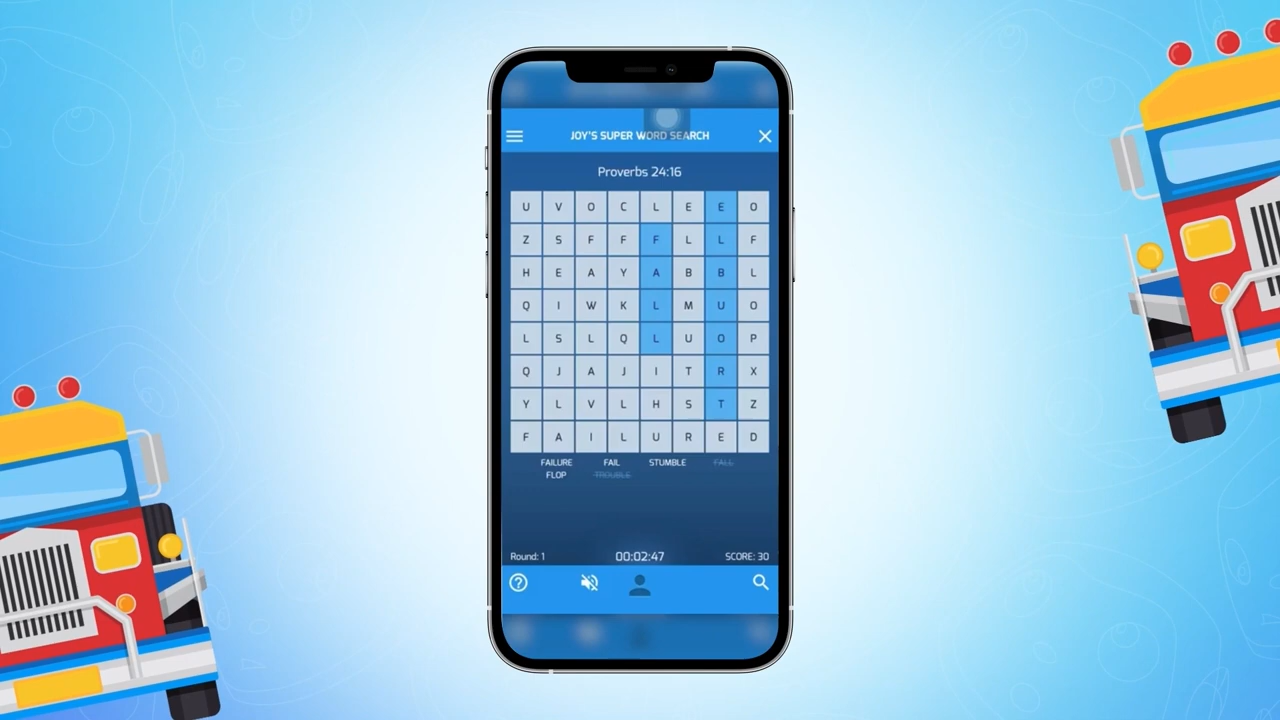 JOY'S SUPER WORD SEARCH
Proverbs 24:16
U V O C L E E O
Z S F F F L L F
H E A Y A B B L
Q I W K L M U O
L S L Q L U O P
Q J A J I T R X
Y L V L H S T Z
F A I L U R E D
FAILURE FAIL STUMBLE FALL
FLOP TROUBLE
Round: 1 00:02:47 SCORE: 30